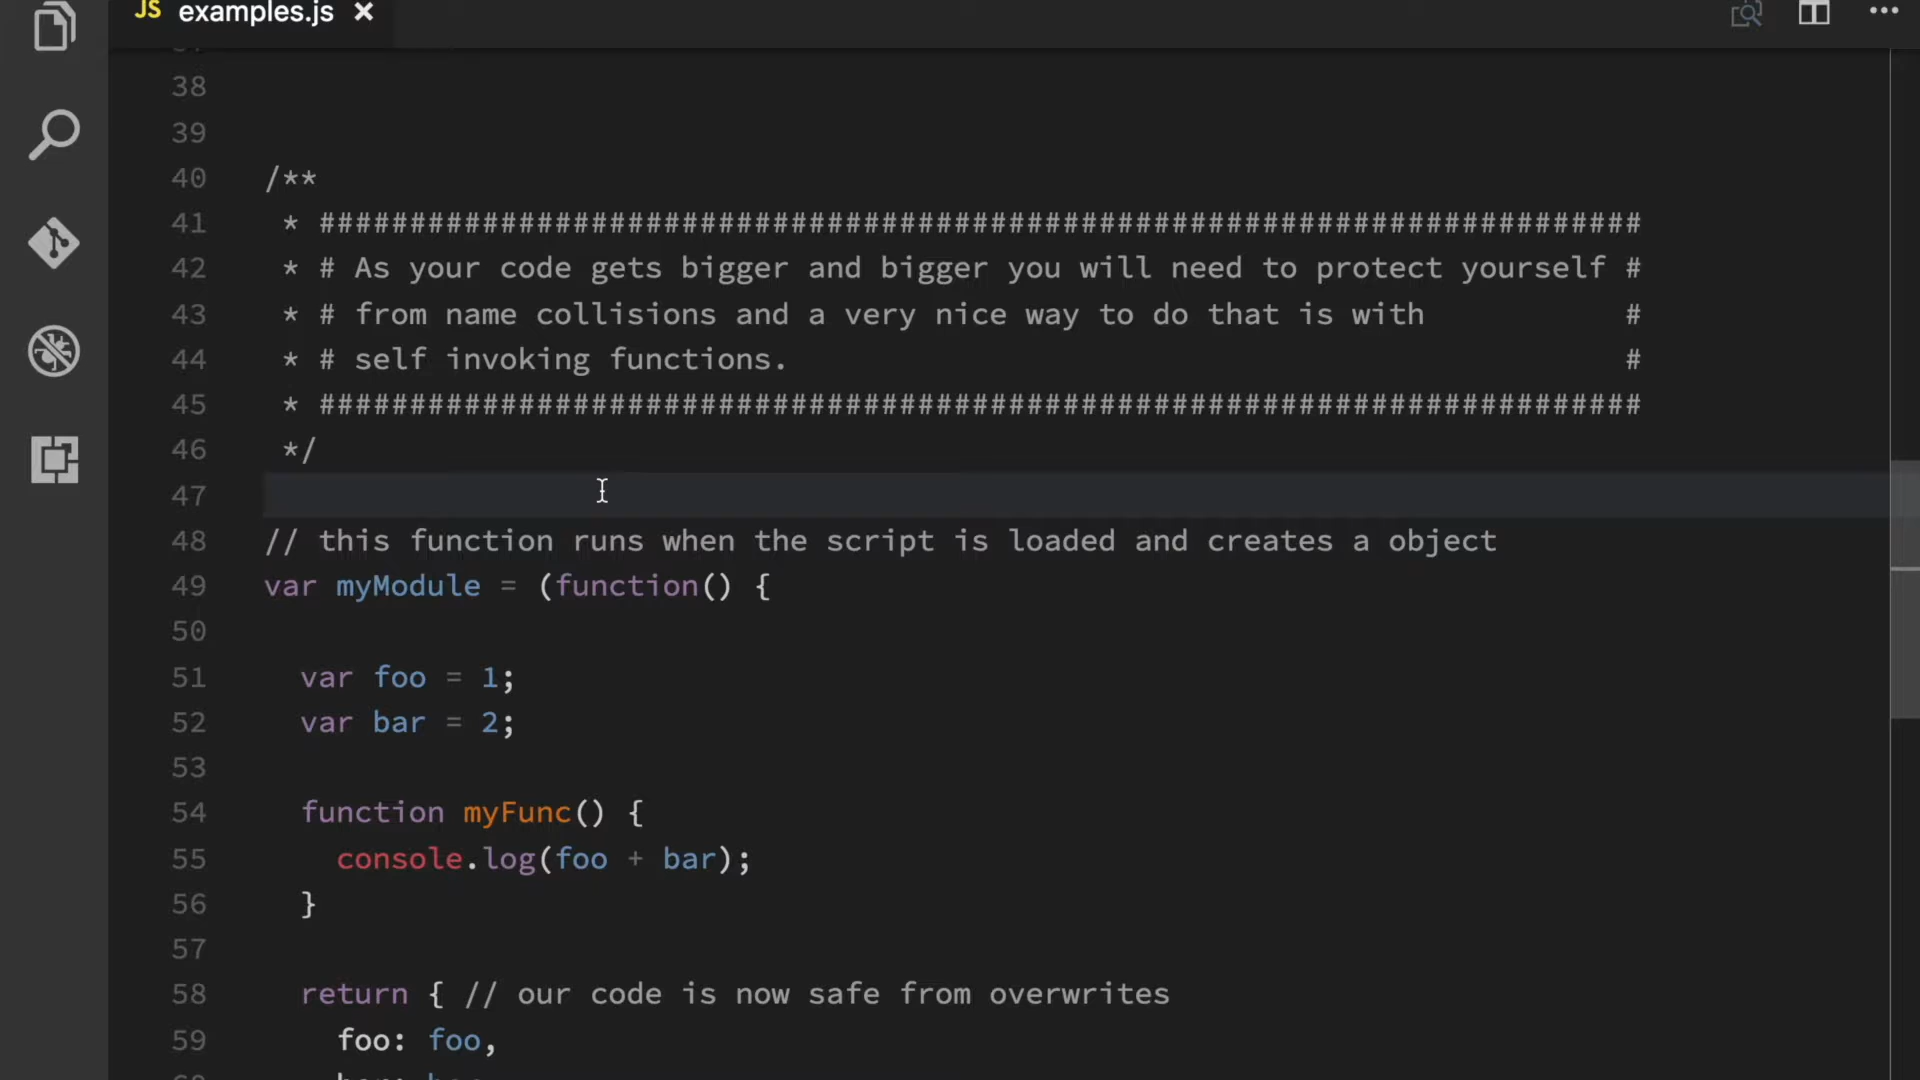 JS examples.js ×
38
39
40 /**
41 * #########################################################################
42 * # As your code gets bigger and bigger you will need to protect yourself #
43 * # from name collisions and a very nice way to do that is with #
44 * # self invoking functions. #
45 * #########################################################################
46 */
47
48 // this function runs when the script is loaded and creates a object
49 var myModule = (function() {
50
51 var foo = 1;
52 var bar = 2;
53
54 function myFunc() {
55 console.log(foo + bar);
56 }
57
58 return { // our code is now safe from overwrites
59 foo: foo,